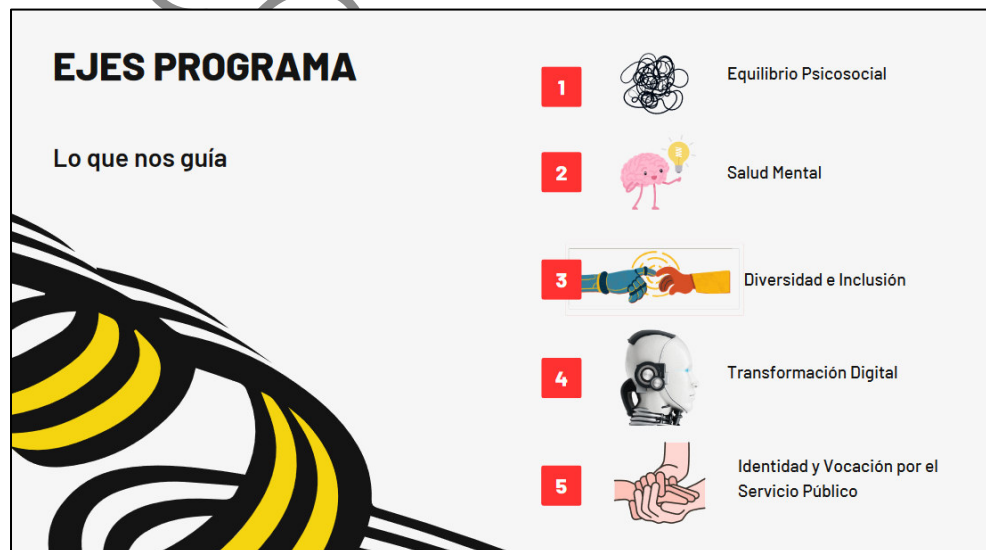 EJES PROGRAMA
Lo que nos guía
1
Equilibrio Psicosocial
2
Salud Mental
3
Diversidad e Inclusión
4
Transformación Digital
5
Identidad y Vocación por el
Servicio Público